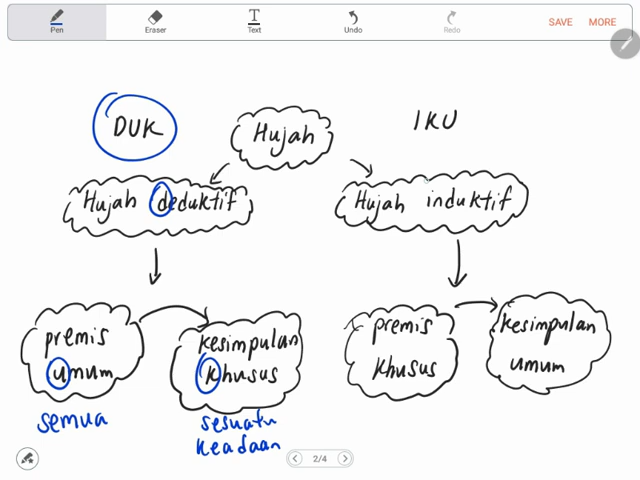 Pen
Eraser
Text
Undo
Redo
SAVE
MORE
DUK
Hujah
IKU
Hujah deduktif
Hujah induktif
premis
umum
kesimpulan
khusus
premis
khusus
kesimpulan
umum
semua
sesuatu
keadaan
2/4